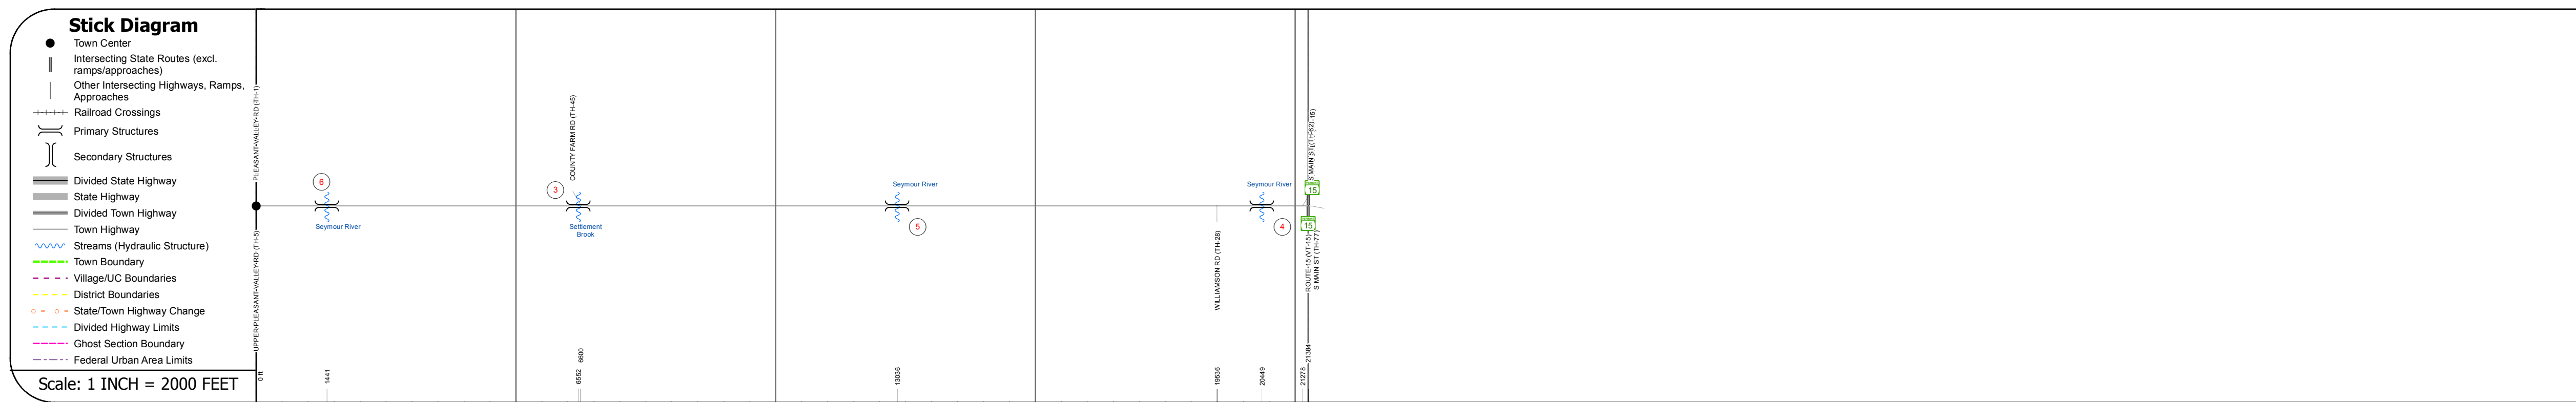 Stick Diagram
Town Center
Intersecting State Routes (excl.
ramps/approaches)
Other Intersecting Highways, Ramps,
Approaches
Railroad Crossings
Primary Structures
Secondary Structures
Divided State Highway
State Highway
Divided Town Highway
Town Highway
Streams (Hydraulic Structure)
Town Boundary
Village/UC Boundaries
District Boundaries
State/Town Highway Change
Divided Highway Limits
Ghost Section Boundary
Federal Urban Area Limits
Scale: 1 INCH = 2000 FEET
PLEASANT-VALLEY-RD (TH-1)
UPPER-PLEASANT-VALLEY-RD (TH-5)
0 ft
6
Seymour River
1441
COUNTY FARM RD (TH-45)
3
Settlement
Brook
6552
6600
Seymour River
5
13036
WILLIAMSON RD (TH-28)
19536
Seymour River
4
20449
21278
S MAIN ST
15
15
ROUTE-15 (VT-15)
S MAIN ST (TH-77)
21384